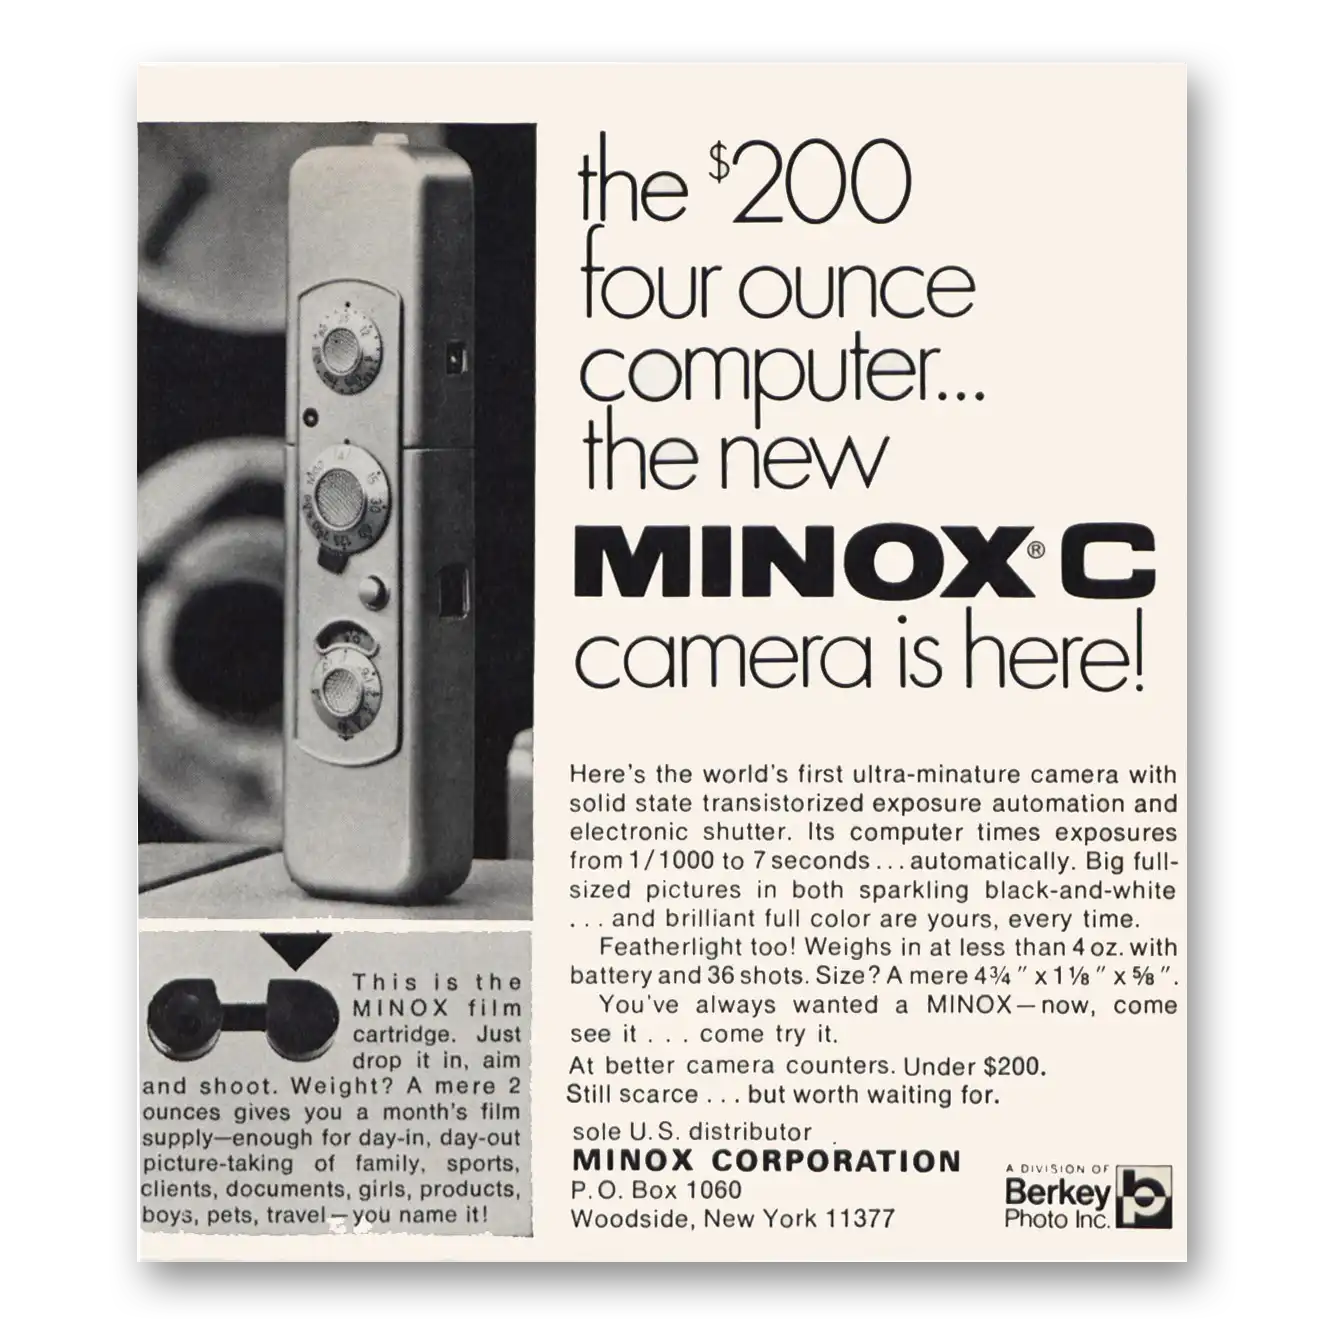 the $200
four ounce
computer...
the new
MINOX® C
camera is here!
Here's the world's first ultra-minature camera with
solid state transistorized exposure automation and
electronic shutter. Its computer times exposures
from 1/1000 to 7 seconds . . . automatically. Big full-
sized pictures in both sparkling black-and-white
. . . and brilliant full color are yours, every time.
Featherlight too! Weighs in at less than 4 oz. with
battery and 36 shots. Size? A mere 4¾" x 1⅛" x ⅝".
You've always wanted a MINOX—now, come
see it . . . come try it.
At better camera counters. Under $200.
Still scarce . . . but worth waiting for.
sole U.S. distributor
MINOX CORPORATION
P.O. Box 1060
Woodside, New York 11377
A DIVISION OF
Berkey
Photo Inc.
This is the
MINOX film
cartridge. Just
drop it in, aim
and shoot. Weight? A mere 2
ounces gives you a month's film
supply—enough for day-in, day-out
picture-taking of family, sports,
clients, documents, girls, products,
boys, pets, travel—you name it!